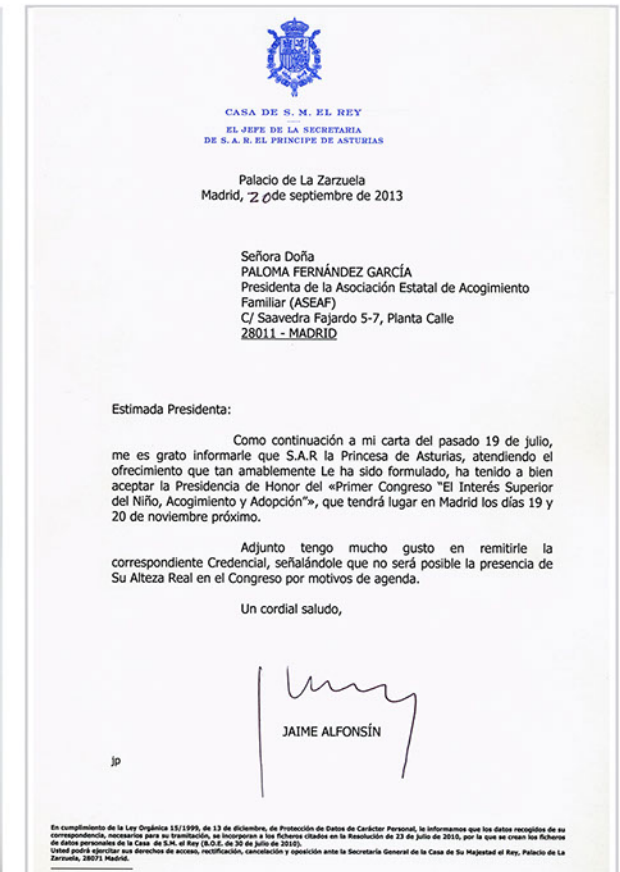 CASA DE S. M. EL REY
EL JEFE DE LA SECRETARIA
DE S. A. R. EL PRINCIPE DE ASTURIAS
Palacio de La Zarzuela
Madrid, 20 de septiembre de 2013
Señora Doña
PALOMA FERNÁNDEZ GARCÍA
Presidenta de la Asociación Estatal de Acogimiento
Familiar (ASEAF)
C/ Saavedra Fajardo 5-7, Planta Calle
28011 - MADRID
Estimada Presidenta:
Como continuación a mi carta del pasado 19 de julio,
me es grato informarle que S.A.R la Princesa de Asturias, atendiendo el
ofrecimiento que tan amablemente Le ha sido formulado, ha tenido a bien
aceptar la Presidencia de Honor del «Primer Congreso “El Interés Superior
del Niño, Acogimiento y Adopción”», que tendrá lugar en Madrid los días 19 y
20 de noviembre próximo.
Adjunto tengo mucho gusto en remitirle la
correspondiente Credencial, señalándole que no será posible la presencia de
Su Alteza Real en el Congreso por motivos de agenda.
Un cordial saludo,
JAIME ALFONSÍN
jp
En cumplimiento de la Ley Orgánica 15/1999, de 13 de diciembre, de Protección de Datos de Carácter Personal, le informamos que los datos recogidos de su
correspondencia, necesarios para su tramitación, se incorporan a los ficheros citados en la Resolución de 23 de julio de 2010, por la que se crean los ficheros
de datos personales de la Casa de S.M. el Rey (B.O.E. de 30 de julio de 2010).
Usted podrá ejercitar sus derechos de acceso, rectificación, cancelación y oposición ante la Secretaría General de la Casa de Su Majestad el Rey, Palacio de La
Zarzuela, 28071 Madrid.